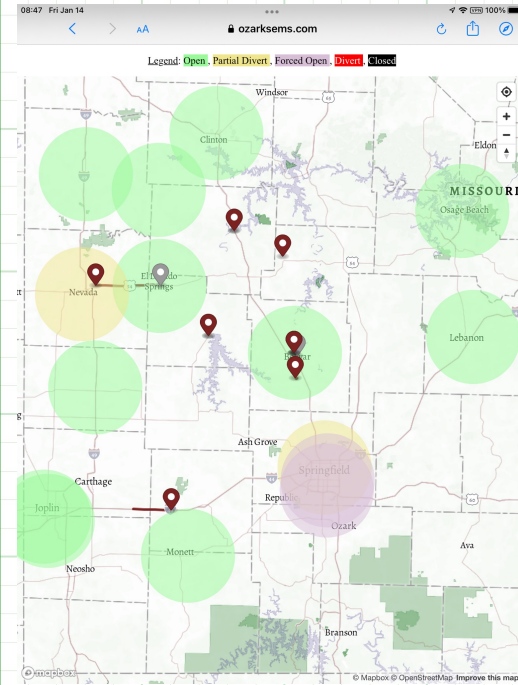 08:47 Fri Jan 14
VPN 100%
AA
ozarksems.com
Legend: Open , Partial Divert , Forced Open , Divert , Closed
Windsor
Clinton
Eldon
MISSOURI
Osage Beach
Nevada
El Dorado
Springs
Lebanon
Ash Grove
Springfield
Carthage
Republic
Joplin
Ozark
Ava
Monett
Neosho
Branson
mapbox
© Mapbox © OpenStreetMap Improve this map